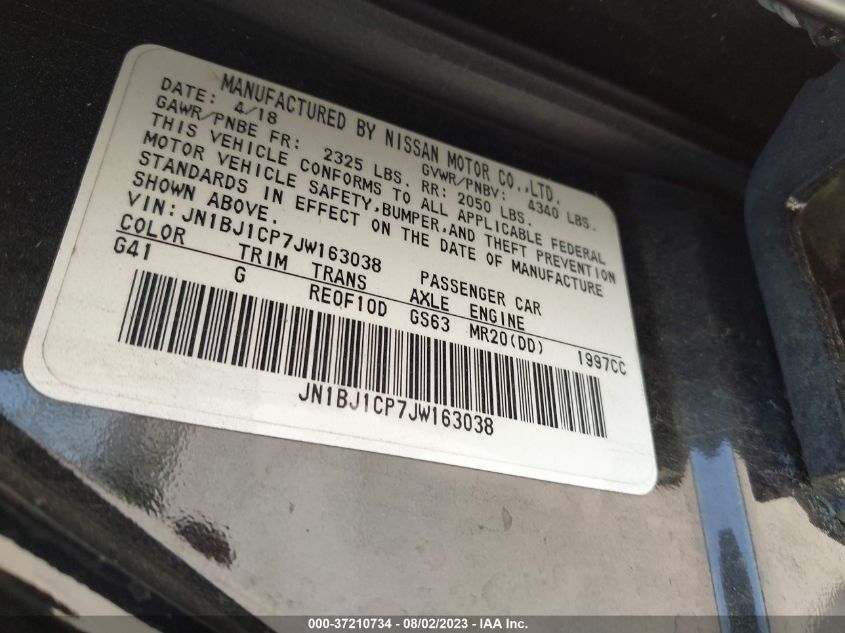 MANUFACTURED BY NISSAN MOTOR CO.,LTD.
DATE: 4/18 GVWR/PNBV: 4340 LBS.
GAWR/PNBE FR: 2325 LBS. RR: 2050 LBS.
THIS VEHICLE CONFORMS TO ALL APPLICABLE FEDERAL
MOTOR VEHICLE SAFETY,BUMPER,AND THEFT PREVENTION
STANDARDS IN EFFECT ON THE DATE OF MANUFACTURE
SHOWN ABOVE.
VIN:JN1BJ1CP7JW163038 PASSENGER CAR
COLOR TRIM TRANS AXLE ENGINE
G41 G RE0F10D GS63 MR20(DD) 1997CC
JN1BJ1CP7JW163038
000-37210734 - 08/02/2023 - IAA Inc.